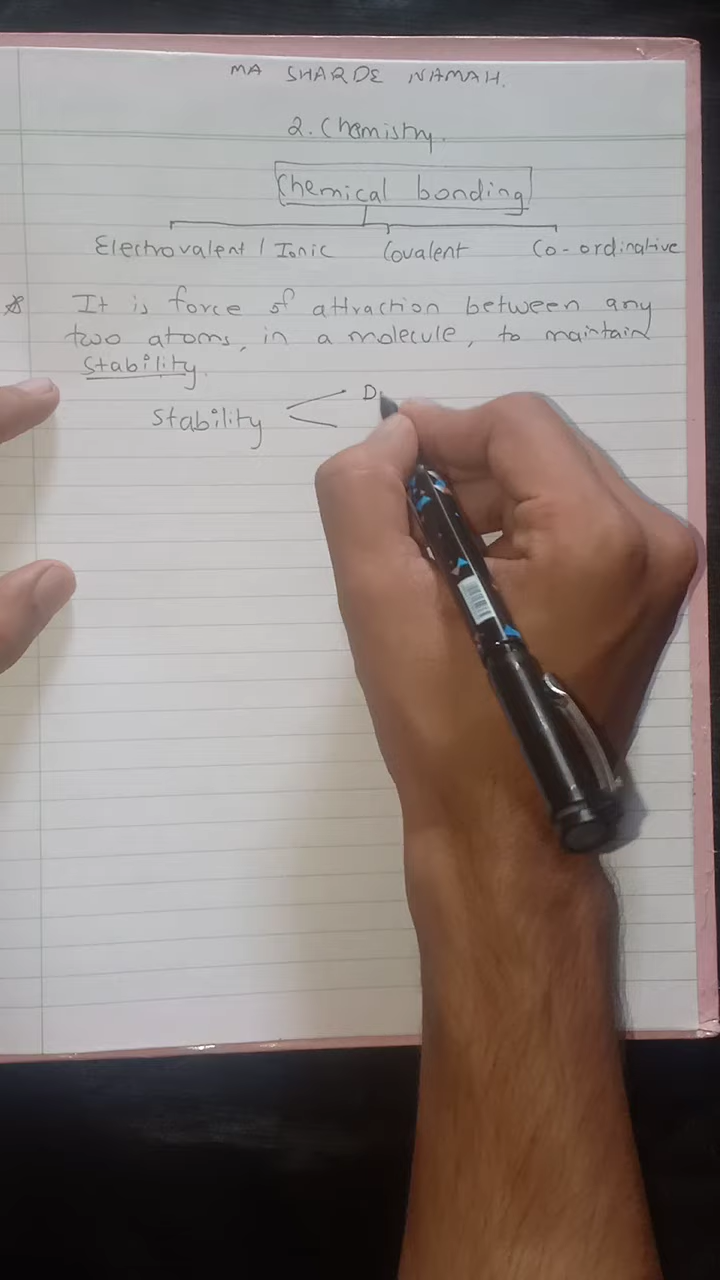 MA SHARDE NAMAH.
2. Chemistry.
Chemical bonding
Electrovalent / Ionic Covalent Co-ordinative
It is force of attraction between any
two atoms, in a molecule, to maintain
stability.
Stability